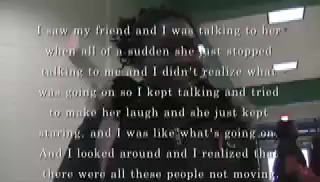 I saw my friend and I was talking to her
when all of a sudden she just stopped
talking to me and I didn't realize what
was going on so I kept talking and tried
to make her laugh and she just kept
staring. and I was like what's going on.
And I looked around and I realized that
there were all these people not moving.